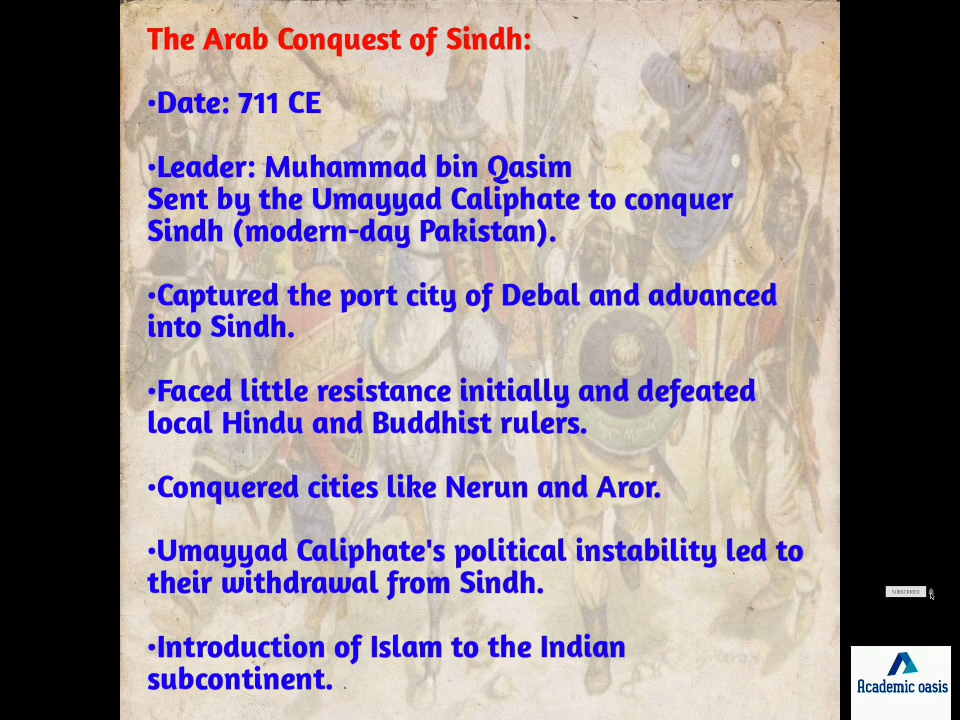 The Arab Conquest of Sindh:
•Date: 711 CE
•Leader: Muhammad bin Qasim
Sent by the Umayyad Caliphate to conquer
Sindh (modern-day Pakistan).
•Captured the port city of Debal and advanced
into Sindh.
•Faced little resistance initially and defeated
local Hindu and Buddhist rulers.
•Conquered cities like Nerun and Aror.
•Umayyad Caliphate's political instability led to
their withdrawal from Sindh.
•Introduction of Islam to the Indian
subcontinent.
SUBSCRIBED
Academic oasis